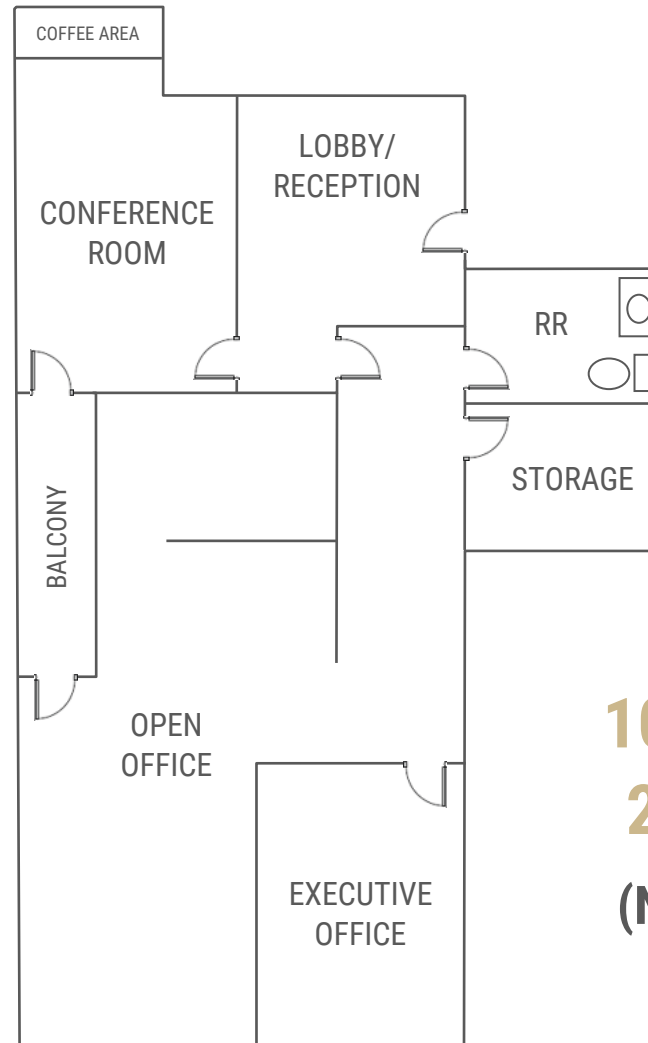 COFFEE AREA
LOBBY/
RECEPTION
CONFERENCE
ROOM
RR
STORAGE
BALCONY
OPEN
OFFICE
EXECUTIVE
OFFICE